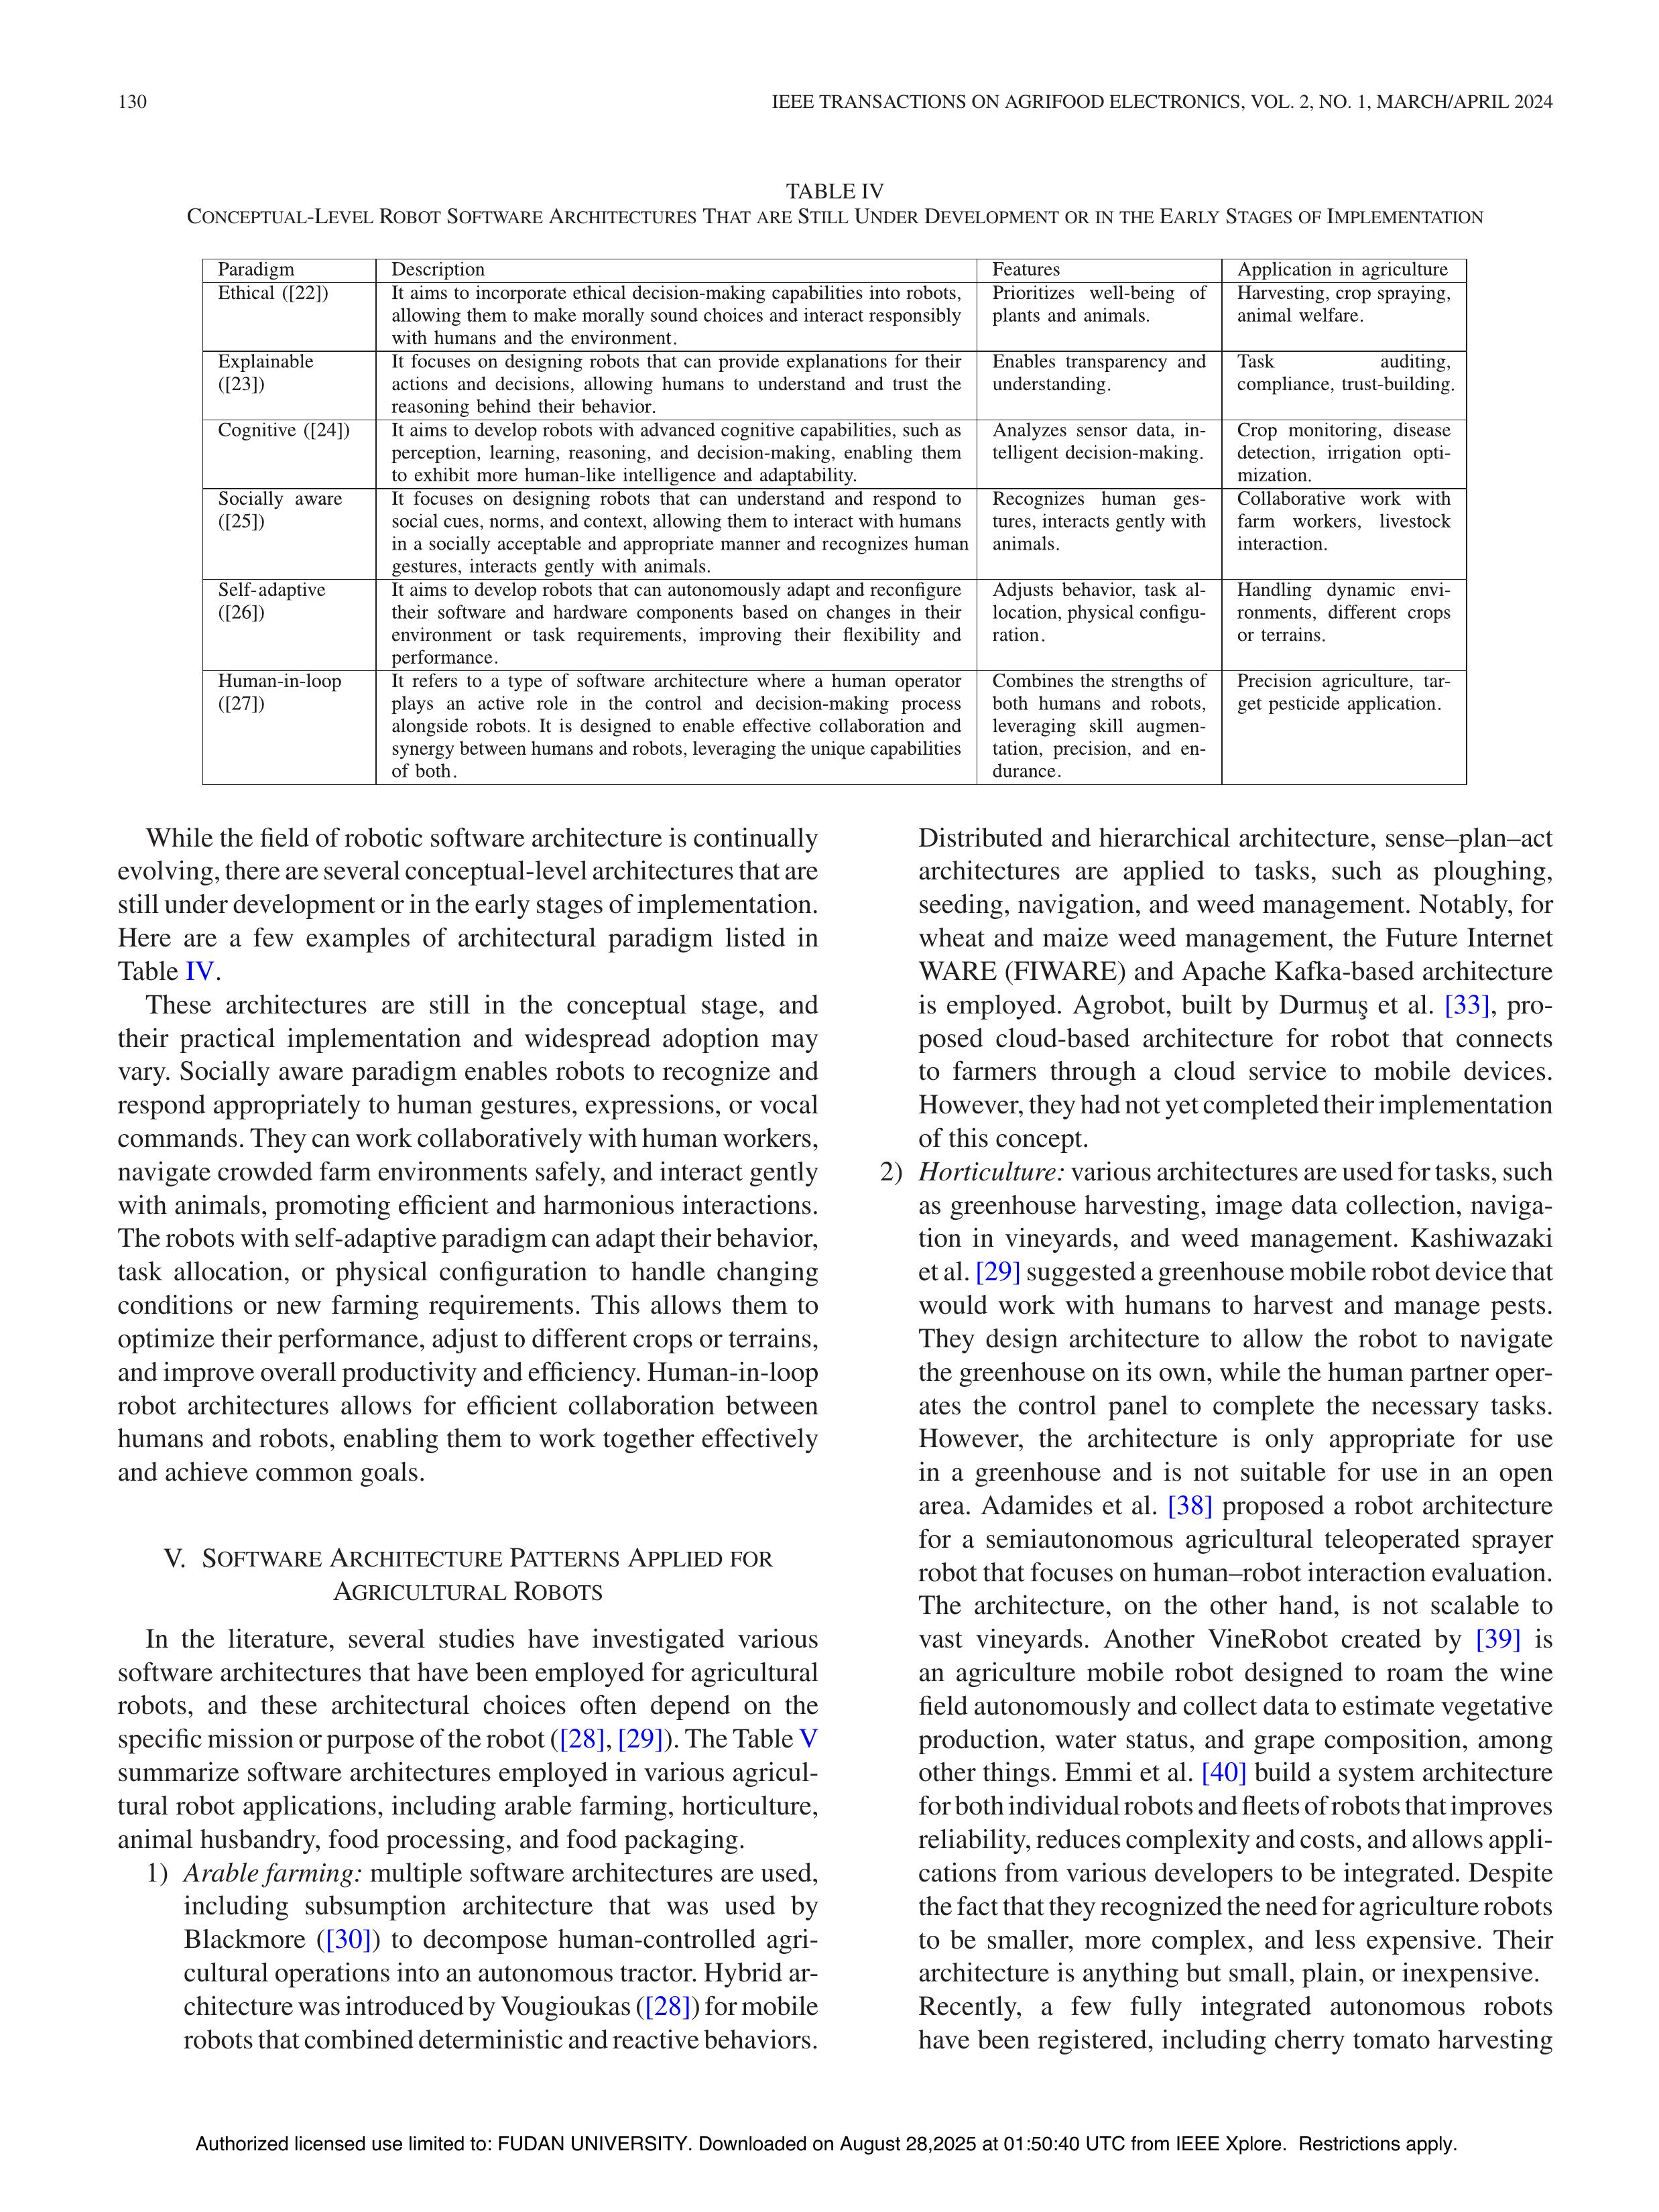 130
IEEE TRANSACTIONS ON AGRIFOOD ELECTRONICS, VOL. 2, NO. 1, MARCH/APRIL 2024
TABLE IV
CONCEPTUAL-LEVEL ROBOT SOFTWARE ARCHITECTURES THAT ARE STILL UNDER DEVELOPMENT OR IN THE EARLY STAGES OF IMPLEMENTATION
Paradigm
Description
Features
Application in agriculture
Ethical ([22])
It aims to incorporate ethical decision-making capabilities into robots,
allowing them to make morally sound choices and interact responsibly
with humans and the environment.
Prioritizes well-being of
plants and animals.
Harvesting, crop spraying,
animal welfare.
Explainable
([23])
It focuses on designing robots that can provide explanations for their
actions and decisions, allowing humans to understand and trust the
reasoning behind their behavior.
Enables transparency and
understanding.
Task auditing,
compliance, trust-building.
Cognitive ([24])
It aims to develop robots with advanced cognitive capabilities, such as
perception, learning, reasoning, and decision-making, enabling them
to exhibit more human-like intelligence and adaptability.
Analyzes sensor data, in-
telligent decision-making.
Crop monitoring, disease
detection, irrigation opti-
mization.
Socially aware
([25])
It focuses on designing robots that can understand and respond to
social cues, norms, and context, allowing them to interact with humans
in a socially acceptable and appropriate manner and recognizes human
gestures, interacts gently with animals.
Recognizes human ges-
tures, interacts gently with
animals.
Collaborative work with
farm workers, livestock
interaction.
Self-adaptive
([26])
It aims to develop robots that can autonomously adapt and reconfigure
their software and hardware components based on changes in their
environment or task requirements, improving their flexibility and
performance.
Adjusts behavior, task al-
location, physical configu-
ration.
Handling dynamic envi-
ronments, different crops
or terrains.
Human-in-loop
([27])
It refers to a type of software architecture where a human operator
plays an active role in the control and decision-making process
alongside robots. It is designed to enable effective collaboration and
synergy between humans and robots, leveraging the unique capabilities
of both.
Combines the strengths of
both humans and robots,
leveraging skill augmen-
tation, precision, and en-
durance.
Precision agriculture, tar-
get pesticide application.
While the field of robotic software architecture is continually
evolving, there are several conceptual-level architectures that are
still under development or in the early stages of implementation.
Here are a few examples of architectural paradigm listed in
Table IV.
These architectures are still in the conceptual stage, and
their practical implementation and widespread adoption may
vary. Socially aware paradigm enables robots to recognize and
respond appropriately to human gestures, expressions, or vocal
commands. They can work collaboratively with human workers,
navigate crowded farm environments safely, and interact gently
with animals, promoting efficient and harmonious interactions.
The robots with self-adaptive paradigm can adapt their behavior,
task allocation, or physical configuration to handle changing
conditions or new farming requirements. This allows them to
optimize their performance, adjust to different crops or terrains,
and improve overall productivity and efficiency. Human-in-loop
robot architectures allows for efficient collaboration between
humans and robots, enabling them to work together effectively
and achieve common goals.
V. SOFTWARE ARCHITECTURE PATTERNS APPLIED FOR
AGRICULTURAL ROBOTS
In the literature, several studies have investigated various
software architectures that have been employed for agricultural
robots, and these architectural choices often depend on the
specific mission or purpose of the robot ([28], [29]). The Table V
summarize software architectures employed in various agricul-
tural robot applications, including arable farming, horticulture,
animal husbandry, food processing, and food packaging.
1) Arable farming: multiple software architectures are used,
including subsumption architecture that was used by
Blackmore ([30]) to decompose human-controlled agri-
cultural operations into an autonomous tractor. Hybrid ar-
chitecture was introduced by Vougioukas ([28]) for mobile
robots that combined deterministic and reactive behaviors.
Distributed and hierarchical architecture, sense–plan–act
architectures are applied to tasks, such as ploughing,
seeding, navigation, and weed management. Notably, for
wheat and maize weed management, the Future Internet
WARE (FIWARE) and Apache Kafka-based architecture
is employed. Agrobot, built by Durmuş et al. [33], pro-
posed cloud-based architecture for robot that connects
to farmers through a cloud service to mobile devices.
However, they had not yet completed their implementation
of this concept.
2) Horticulture: various architectures are used for tasks, such
as greenhouse harvesting, image data collection, naviga-
tion in vineyards, and weed management. Kashiwazaki
et al. [29] suggested a greenhouse mobile robot device that
would work with humans to harvest and manage pests.
They design architecture to allow the robot to navigate
the greenhouse on its own, while the human partner oper-
ates the control panel to complete the necessary tasks.
However, the architecture is only appropriate for use
in a greenhouse and is not suitable for use in an open
area. Adamides et al. [38] proposed a robot architecture
for a semiautonomous agricultural teleoperated sprayer
robot that focuses on human–robot interaction evaluation.
The architecture, on the other hand, is not scalable to
vast vineyards. Another VineRobot created by [39] is
an agriculture mobile robot designed to roam the wine
field autonomously and collect data to estimate vegetative
production, water status, and grape composition, among
other things. Emmi et al. [40] build a system architecture
for both individual robots and fleets of robots that improves
reliability, reduces complexity and costs, and allows appli-
cations from various developers to be integrated. Despite
the fact that they recognized the need for agriculture robots
to be smaller, more complex, and less expensive. Their
architecture is anything but small, plain, or inexpensive.
Recently, a few fully integrated autonomous robots
have been registered, including cherry tomato harvesting
Authorized licensed use limited to: FUDAN UNIVERSITY. Downloaded on August 28,2025 at 01:50:40 UTC from IEEE Xplore. Restrictions apply.